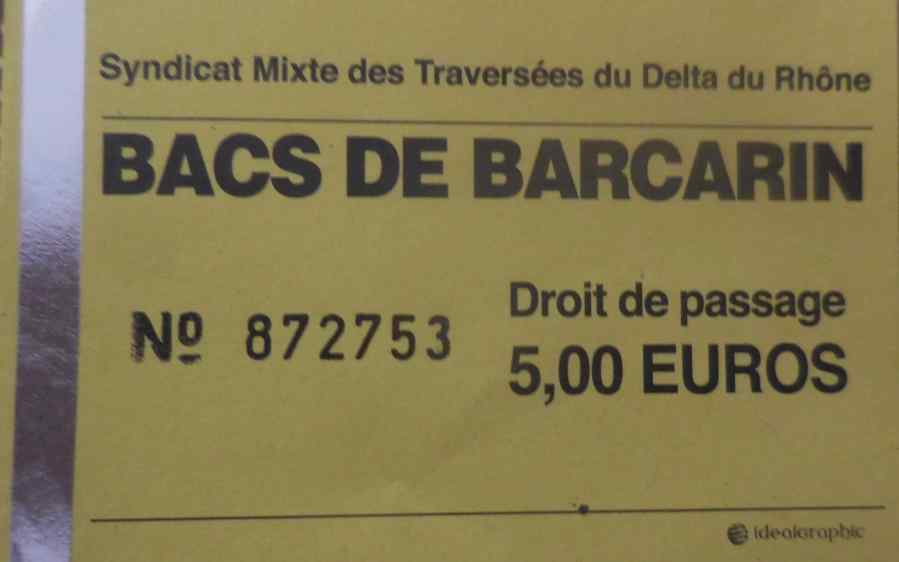 Syndicat Mixte des Traversées du Delta du Rhône
BACS DE BARCARIN
Droit de passage
Nº 872753
5,00 EUROS
idealgraphic